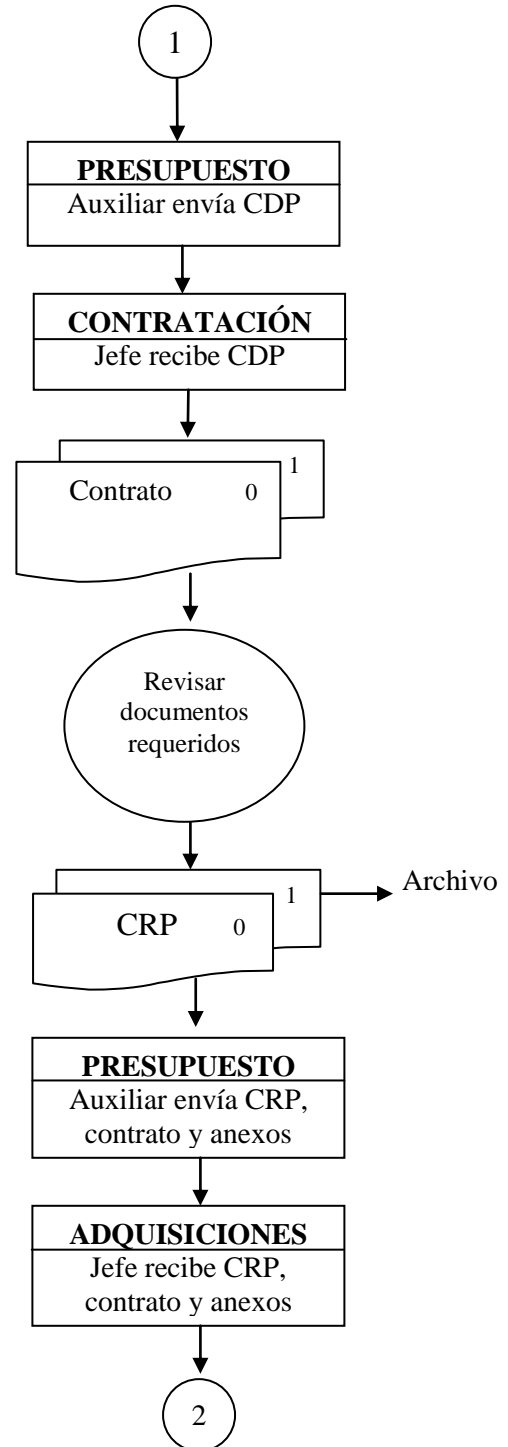 1
PRESUPUESTO
Auxiliar envía CDP
CONTRATACIÓN
Jefe recibe CDP
1
Contrato 0
Revisar
documentos
requeridos
Archivo
1
CRP 0
PRESUPUESTO
Auxiliar envía CRP,
contrato y anexos
ADQUISICIONES
Jefe recibe CRP,
contrato y anexos
2